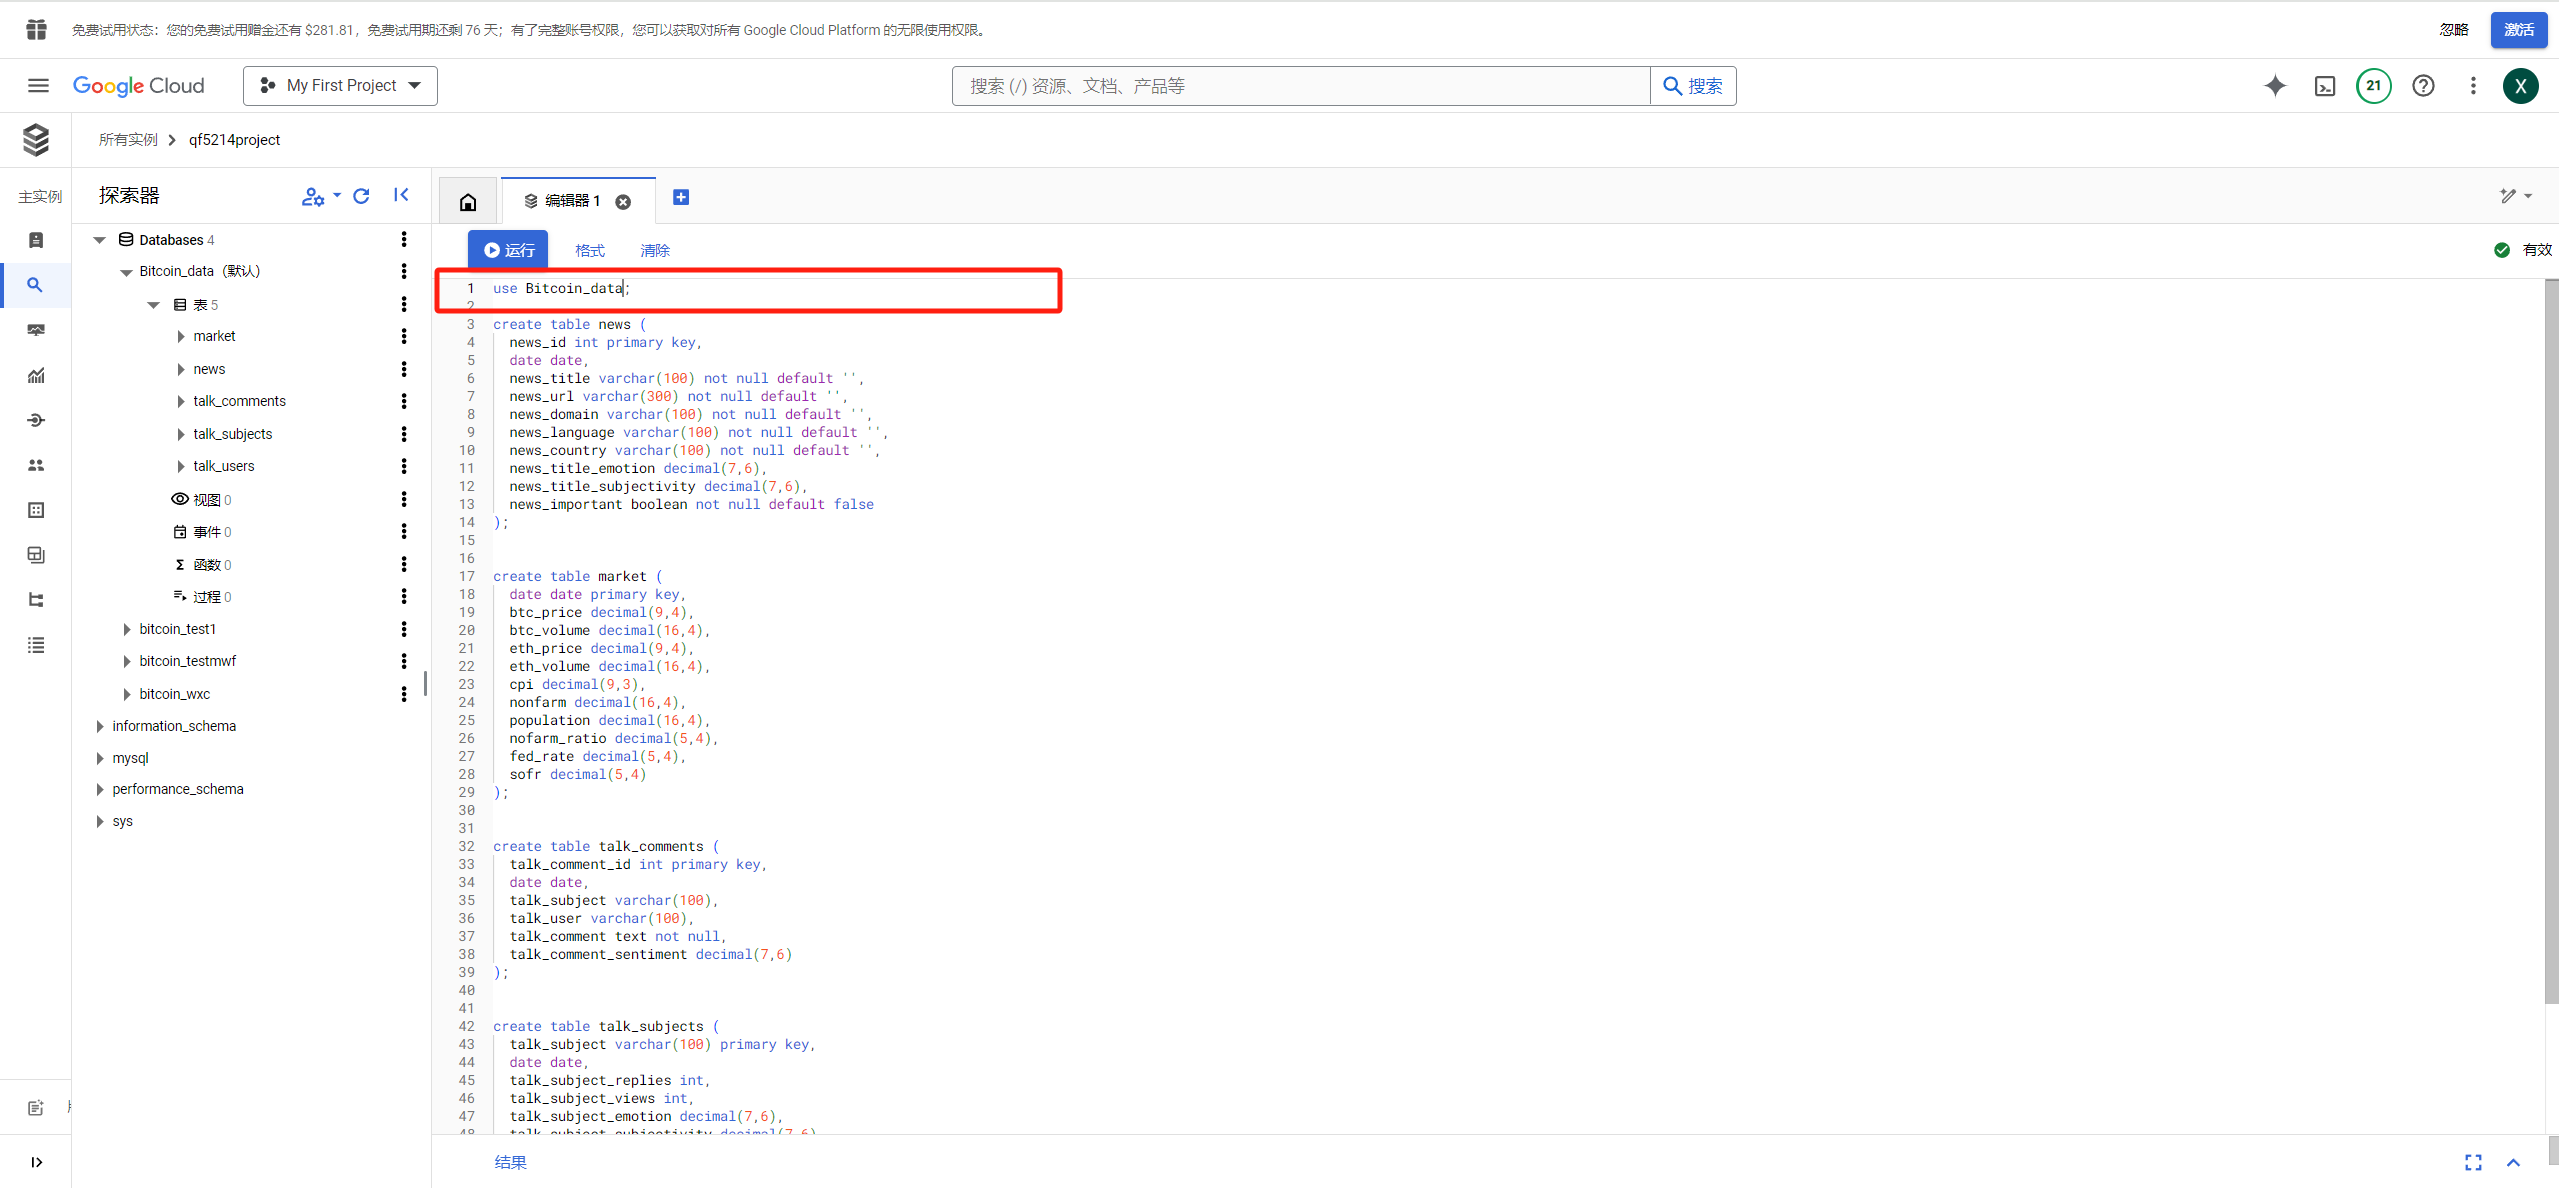 免费试用状态：您的免费试用赠金还有 $281.81，免费试用期还剩 76 天；有了完整账号权限，您可以获取对所有 Google Cloud Platform 的无限使用权限。
忽略
激活
Google Cloud
My First Project
搜索 (/) 资源、文档、产品等
搜索
21
X
所有实例
qf5214project
主实例
探索器
编辑器 1
Databases 4
Bitcoin_data（默认）
表 5
market
news
talk_comments
talk_subjects
talk_users
视图 0
事件 0
函数 0
过程 0
bitcoin_test1
bitcoin_testmwf
bitcoin_wxc
information_schema
mysql
performance_schema
sys
运行
格式
清除
有效
1 use Bitcoin_data;
2
3 create table news (
4 news_id int primary key,
5 date date,
6 news_title varchar(100) not null default '',
7 news_url varchar(300) not null default '',
8 news_domain varchar(100) not null default '',
9 news_language varchar(100) not null default '',
10 news_country varchar(100) not null default '',
11 news_title_emotion decimal(7,6),
12 news_title_subjectivity decimal(7,6),
13 news_important boolean not null default false
14 );
15
16
17 create table market (
18 date date primary key,
19 btc_price decimal(9,4),
20 btc_volume decimal(16,4),
21 eth_price decimal(9,4),
22 eth_volume decimal(16,4),
23 cpi decimal(9,3),
24 nonfarm decimal(16,4),
25 population decimal(16,4),
26 nofarm_ratio decimal(5,4),
27 fed_rate decimal(5,4),
28 sofr decimal(5,4)
29 );
30
31
32 create table talk_comments (
33 talk_comment_id int primary key,
34 date date,
35 talk_subject varchar(100),
36 talk_user varchar(100),
37 talk_comment text not null,
38 talk_comment_sentiment decimal(7,6)
39 );
40
41
42 create table talk_subjects (
43 talk_subject varchar(100) primary key,
44 date date,
45 talk_subject_replies int,
46 talk_subject_views int,
47 talk_subject_emotion decimal(7,6),
48 talk_subject_subjectivity decimal(7,6)
结果